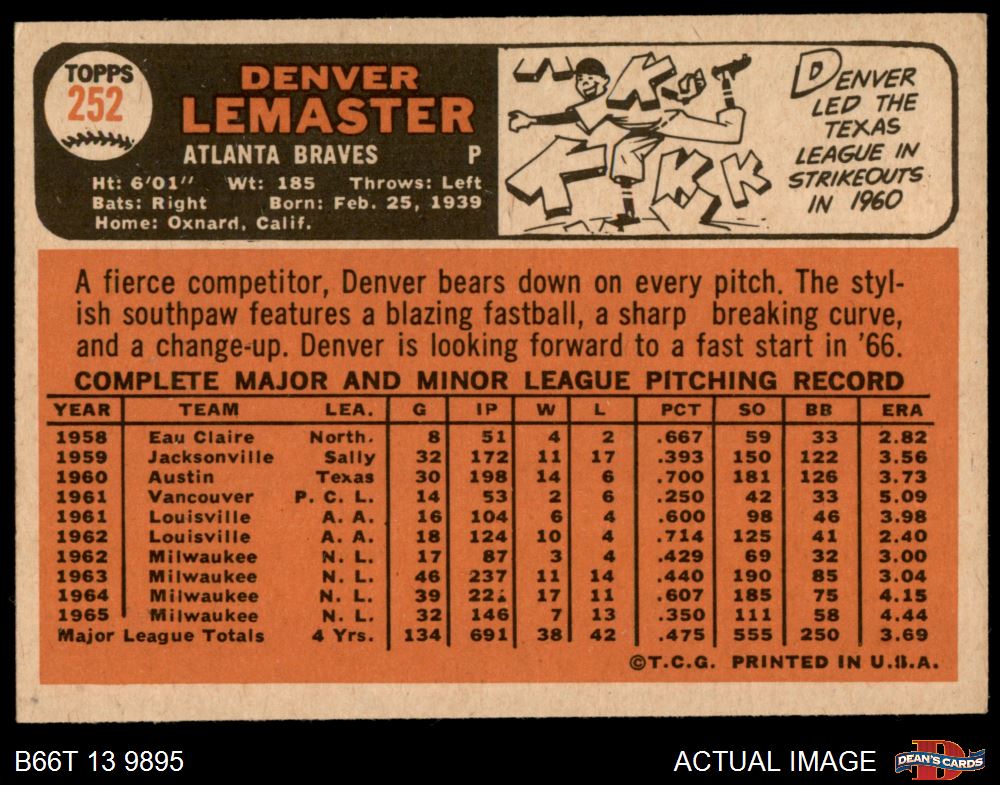 TOPPS
252
DENVER
LEMASTER
ATLANTA BRAVES P
Ht: 6'01" Wt: 185 Throws: Left
Bats: Right Born: Feb. 25, 1939
Home: Oxnard, Calif.
K K K K K
DENVER
LED THE
TEXAS
LEAGUE IN
STRIKEOUTS
IN 1960
A fierce competitor, Denver bears down on every pitch. The styl-
ish southpaw features a blazing fastball, a sharp breaking curve,
and a change-up. Denver is looking forward to a fast start in '66.
COMPLETE MAJOR AND MINOR LEAGUE PITCHING RECORD
YEAR TEAM LEA. G IP W L PCT SO BB ERA
1958 Eau Claire North. 8 51 4 2 .667 59 33 2.82
1959 Jacksonville Sally 32 172 11 17 .393 150 122 3.56
1960 Austin Texas 30 198 14 6 .700 181 126 3.73
1961 Vancouver P. C. L. 14 53 2 6 .250 42 33 5.09
1961 Louisville A. A. 16 104 6 4 .600 98 46 3.98
1962 Louisville A. A. 18 124 10 4 .714 125 41 2.40
1962 Milwaukee N. L. 17 87 3 4 .429 69 32 3.00
1963 Milwaukee N. L. 46 237 11 14 .440 190 85 3.04
1964 Milwaukee N. L. 39 17 11 .607 185 75 4.15
1965 Milwaukee N. L. 32 146 7 13 .350 111 58 4.44
Major League Totals 4 Yrs. 134 691 38 42 .475 555 250 3.69
©T.C.G. PRINTED IN U.S.A.
B66T 13 9895 ACTUAL IMAGE DEAN'S CARDS